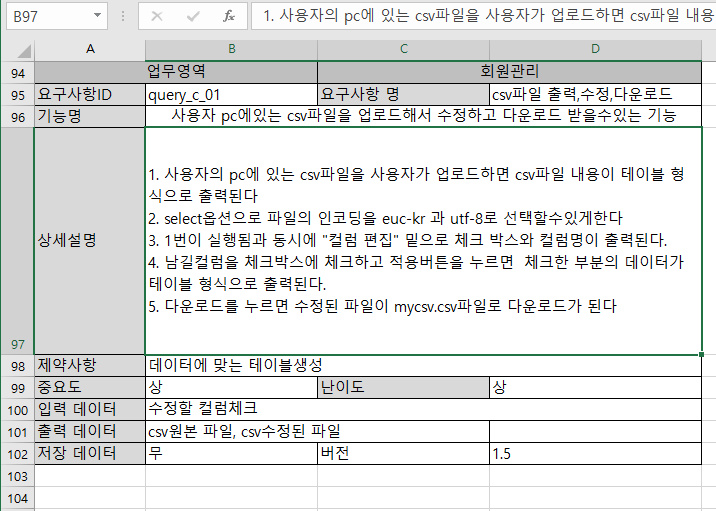 B97
fx
1. 사용자의 pc에 있는 csv파일을 사용자가 업로드하면 csv파일 내용
A B C D
94 업무영역 회원관리
95 요구사항ID query_c_01 요구사항 명 csv파일 출력,수정,다운로드
96 기능명 사용자 pc에있는 csv파일을 업로드해서 수정하고 다운로드 받을수있는 기능
97 상세설명
1. 사용자의 pc에 있는 csv파일을 사용자가 업로드하면 csv파일 내용이 테이블 형
식으로 출력된다
2. select옵션으로 파일의 인코딩을 euc-kr 과 utf-8로 선택할수있게한다
3. 1번이 실행됨과 동시에 "컬럼 편집" 밑으로 체크 박스와 컬럼명이 출력된다.
4. 남길컬럼을 체크박스에 체크하고 적용버튼을 누르면 체크한 부분의 데이터가
테이블 형식으로 출력된다.
5. 다운로드를 누르면 수정된 파일이 mycsv.csv파일로 다운로드가 된다
98 제약사항 데이터에 맞는 테이블생성
99 중요도 상 난이도 상
100 입력 데이터 수정할 컬럼체크
101 출력 데이터 csv원본 파일, csv수정된 파일
102 저장 데이터 무 버전 1.5
103
104